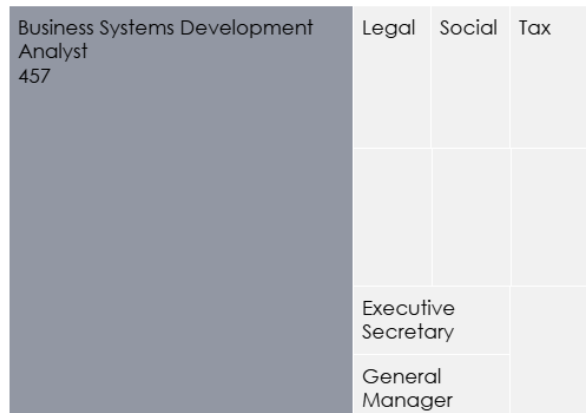 Business Systems Development
Analyst
457
Legal
Social
Tax
Executive
Secretary
General
Manager